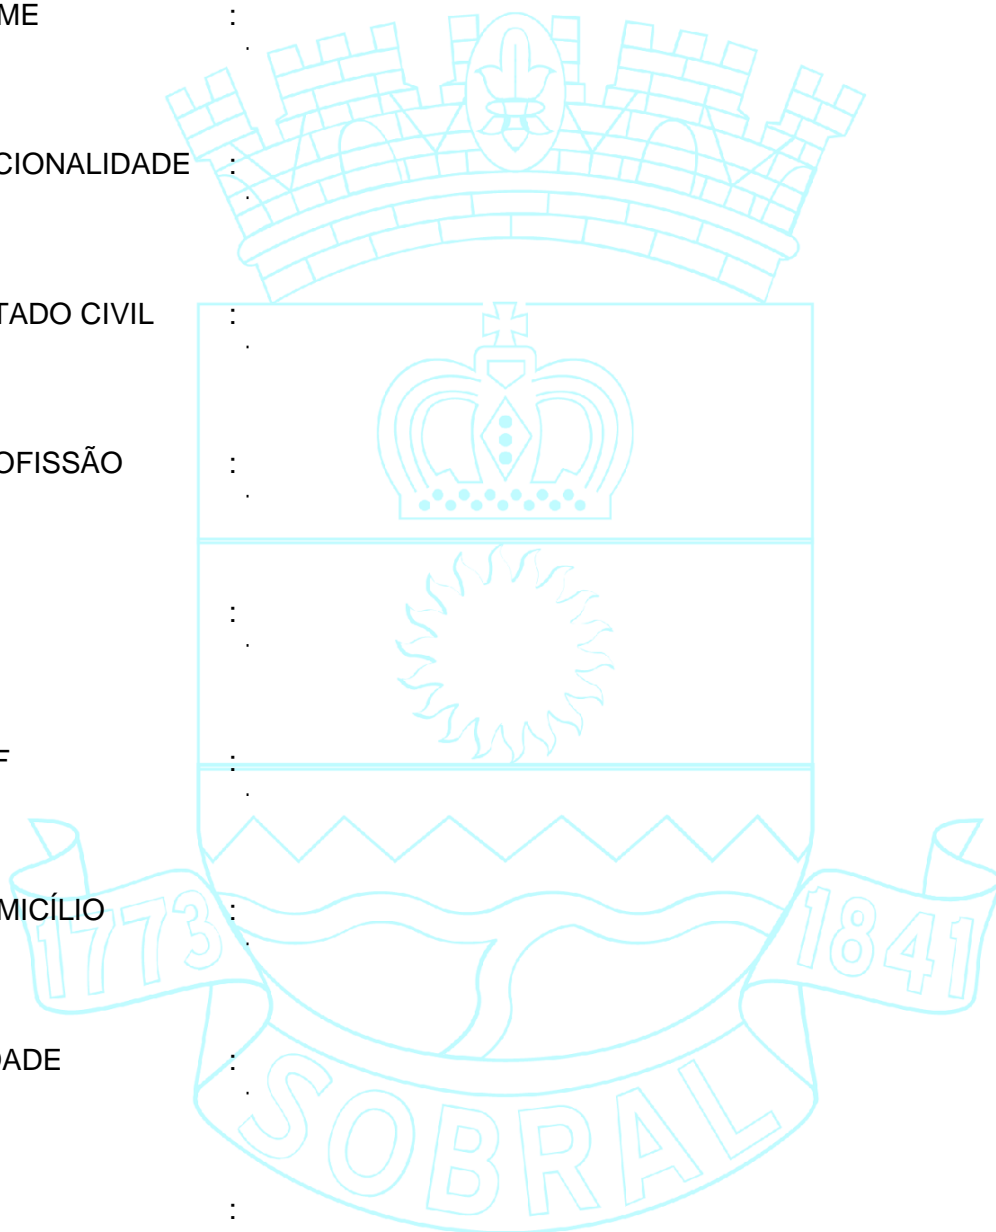 ME :
.
CIONALIDADE :
.
TADO CIVIL :
.
OFISSÃO :
.
:
.
F :
.
MICÍLIO :
.
DADE :
.
:
1773
1841
SOBRAL